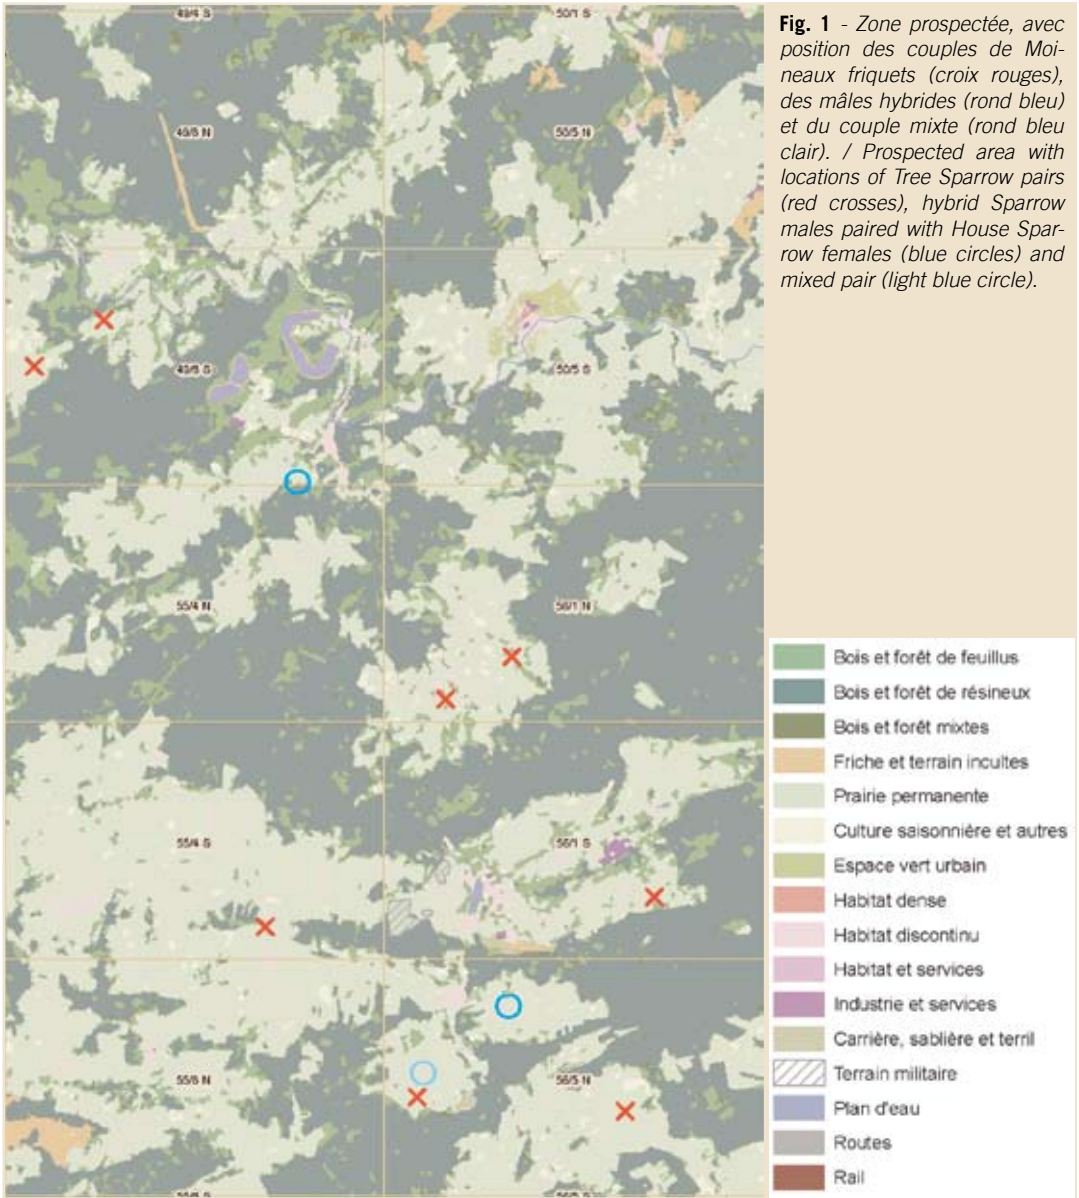 49/4 S
50/1 S
Fig. 1 - Zone prospectée, avec
position des couples de Moi-
neaux friquets (croix rouges),
des mâles hybrides (rond bleu)
et du couple mixte (rond bleu
clair). / Prospected area with
locations of Tree Sparrow pairs
(red crosses), hybrid Sparrow
males paired with House Spar-
row females (blue circles) and
mixed pair (light blue circle).
50/5 N
50/5 S
55/4 N
56/1 N
55/4 S
56/1 S
55/8 N
56/5 N
Bois et forêt de feuillus
Bois et forêt de résineux
Bois et forêt mixtes
Friche et terrain incultes
Prairie permanente
Culture saisonnière et autres
Espace vert urbain
Habitat dense
Habitat discontinu
Habitat et services
Industrie et services
Carrière, sablière et terril
Terrain militaire
Plan d'eau
Routes
Rail